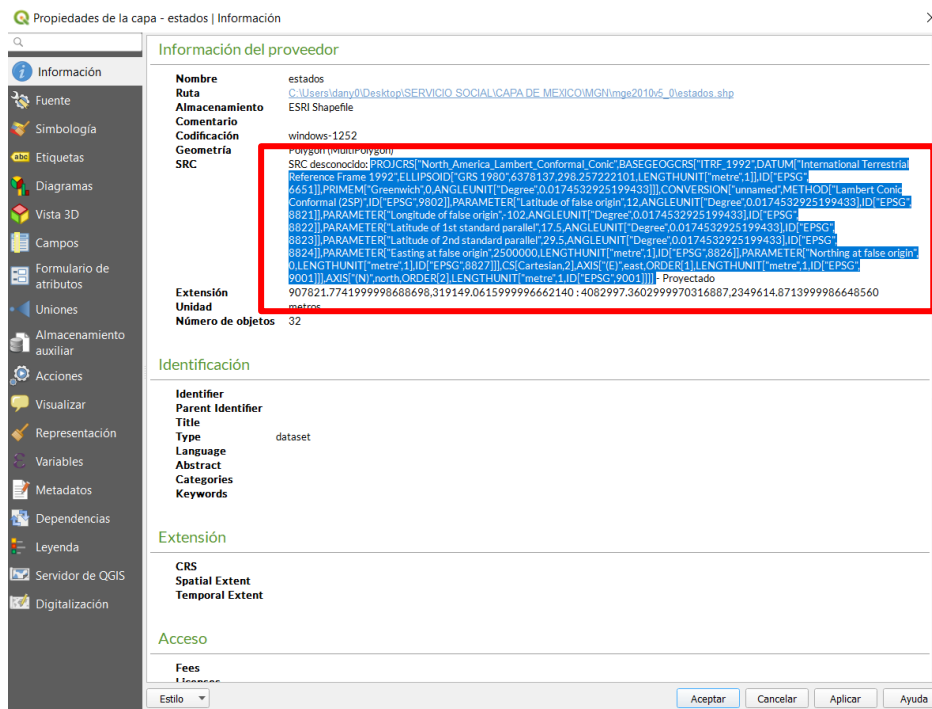 Propiedades de la capa - estados | Información
Información
Fuente
Simbología
abc Etiquetas
Diagramas
Vista 3D
Campos
Formulario de
atributos
Uniones
Almacenamiento
auxiliar
Acciones
Visualizar
Representación
Variables
Metadatos
Dependencias
Leyenda
Servidor de QGIS
Digitalización
Información del proveedor
Nombre estados
Ruta C:\Users\dany0\Desktop\SERVICIO SOCIAL\CAPA DE MEXICO\MGN\mge2010v5_0\estados.shp
Almacenamiento ESRI Shapefile
Comentario
Codificación windows-1252
Geometría Polygon (MultiPolygon)
SRC SRC desconocido: PROJCRS["North_America_Lambert_Conformal_Conic",BASEGEOGCRS["ITRF_1992",DATUM["International Terrestrial
Reference Frame 1992",ELLIPSOID["GRS 1980",6378137,298.257222101,LENGTHUNIT["metre",1]],ID["EPSG",
6651]],PRIMEM["Greenwich",0,ANGLEUNIT["Degree",0.0174532925199433]]],CONVERSION["unnamed",METHOD["Lambert Conic
Conformal (2SP)",ID["EPSG",9802]],PARAMETER["Latitude of false origin",12,ANGLEUNIT["Degree",0.0174532925199433],ID["EPSG",
8821]],PARAMETER["Longitude of false origin",-102,ANGLEUNIT["Degree",0.0174532925199433],ID["EPSG",
8822]],PARAMETER["Latitude of 1st standard parallel",17.5,ANGLEUNIT["Degree",0.0174532925199433],ID["EPSG",
8823]],PARAMETER["Latitude of 2nd standard parallel",29.5,ANGLEUNIT["Degree",0.0174532925199433],ID["EPSG",
8824]],PARAMETER["Easting at false origin",2500000,LENGTHUNIT["metre",1],ID["EPSG",8826]],PARAMETER["Northing at false origin",
0,LENGTHUNIT["metre",1],ID["EPSG",8827]]],CS[Cartesian,2],AXIS["(E)",east,ORDER[1],LENGTHUNIT["metre",1,ID["EPSG",
9001]]],AXIS["(N)",north,ORDER[2],LENGTHUNIT["metre",1,ID["EPSG",9001]]]] - Proyectado
Extensión 907821.7741999998688698,319149.0615999996662140 : 4082997.3602999970316887,2349614.8713999986648560
Unidad metros
Número de objetos 32
Identificación
Identifier
Parent Identifier
Title
Type dataset
Language
Abstract
Categories
Keywords
Extensión
CRS
Spatial Extent
Temporal Extent
Acceso
Fees
Licenses
Estilo
Aceptar
Cancelar
Aplicar
Ayuda